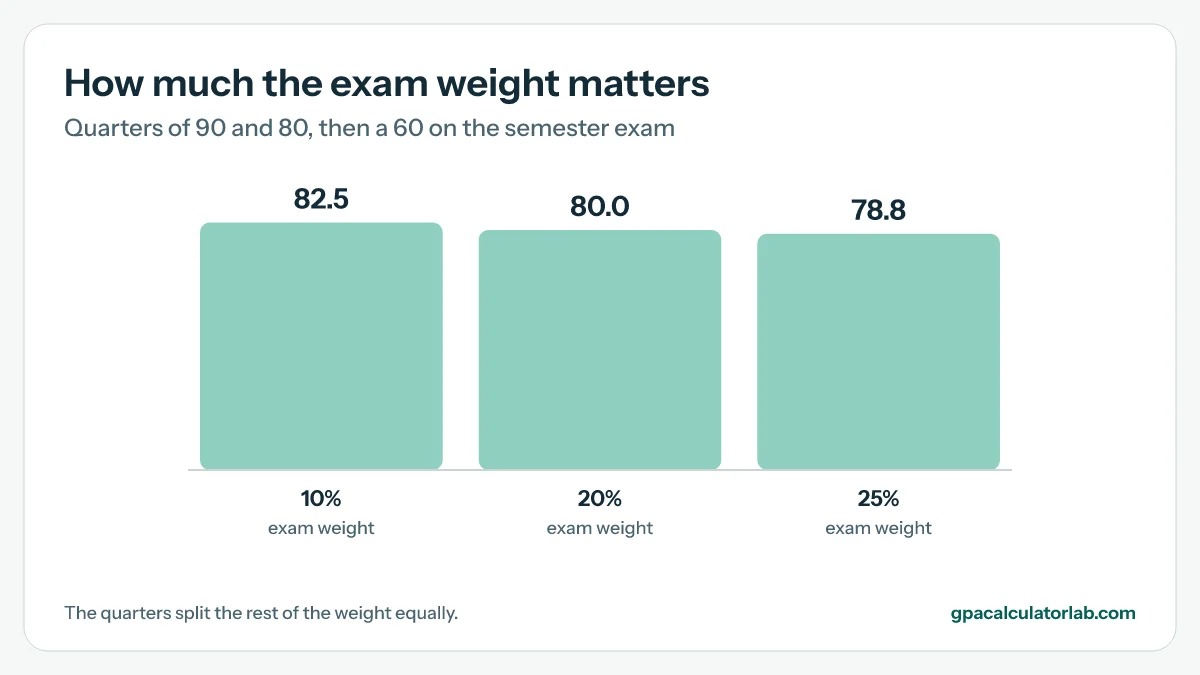 How much the exam weight matters
Quarters of 90 and 80, then a 60 on the semester exam
82.5
80.0
78.8
10%
20%
25%
exam weight
exam weight
exam weight
The quarters split the rest of the weight equally.
gpacalculatorlab.com